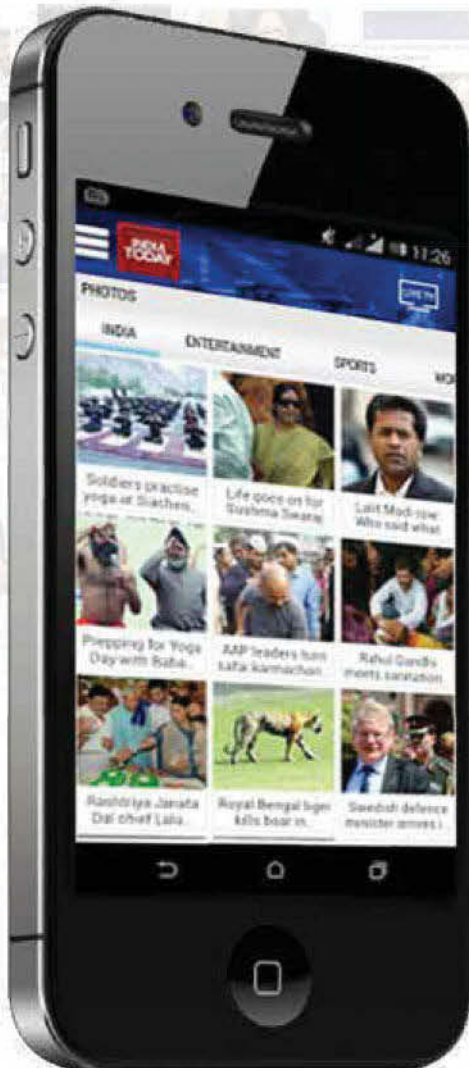 11:26
INDIA
TODAY
LIVE TV
PHOTOS
INDIA ENTERTAINMENT SPORTS
Soldiers practise
yoga at Siachen..
Life goes on for
Sushma Swaraj
Lalit Modi row:
Who said what
Prepping for Yoga
Day with Baba..
AAP leaders turn
safai karmachari
Rahul Gandhi
meets sanitation
Rashtriya Janata
Dal chief Lalu..
Royal Bengal tiger
kills boar in..
Swedish defence
minister arrives i..